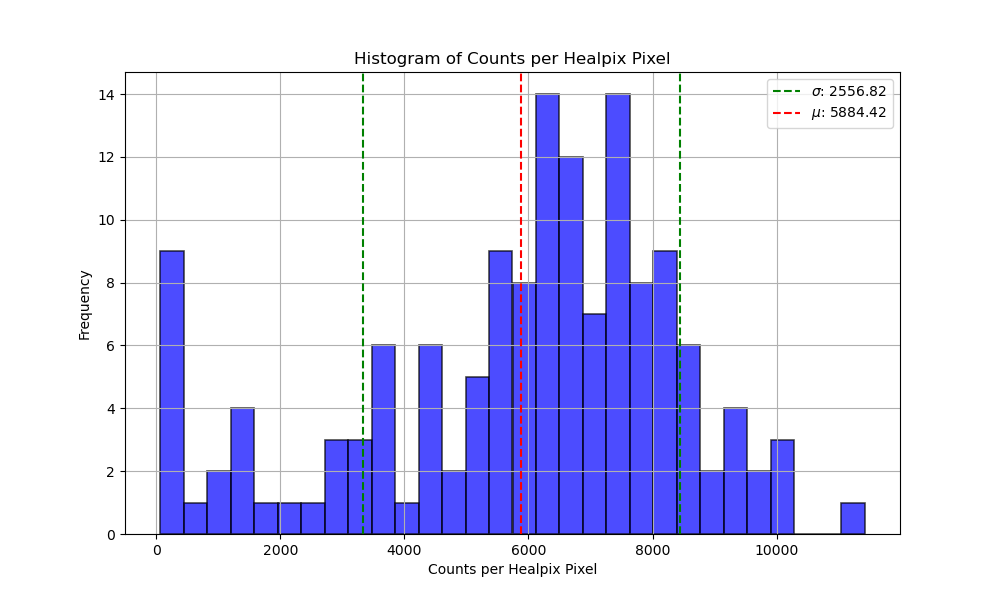 Histogram of Counts per Healpix Pixel
σ: 2556.82
μ: 5884.42
14
12
10
8
6
4
2
0
Frequency
0 2000 4000 6000 8000 10000
Counts per Healpix Pixel